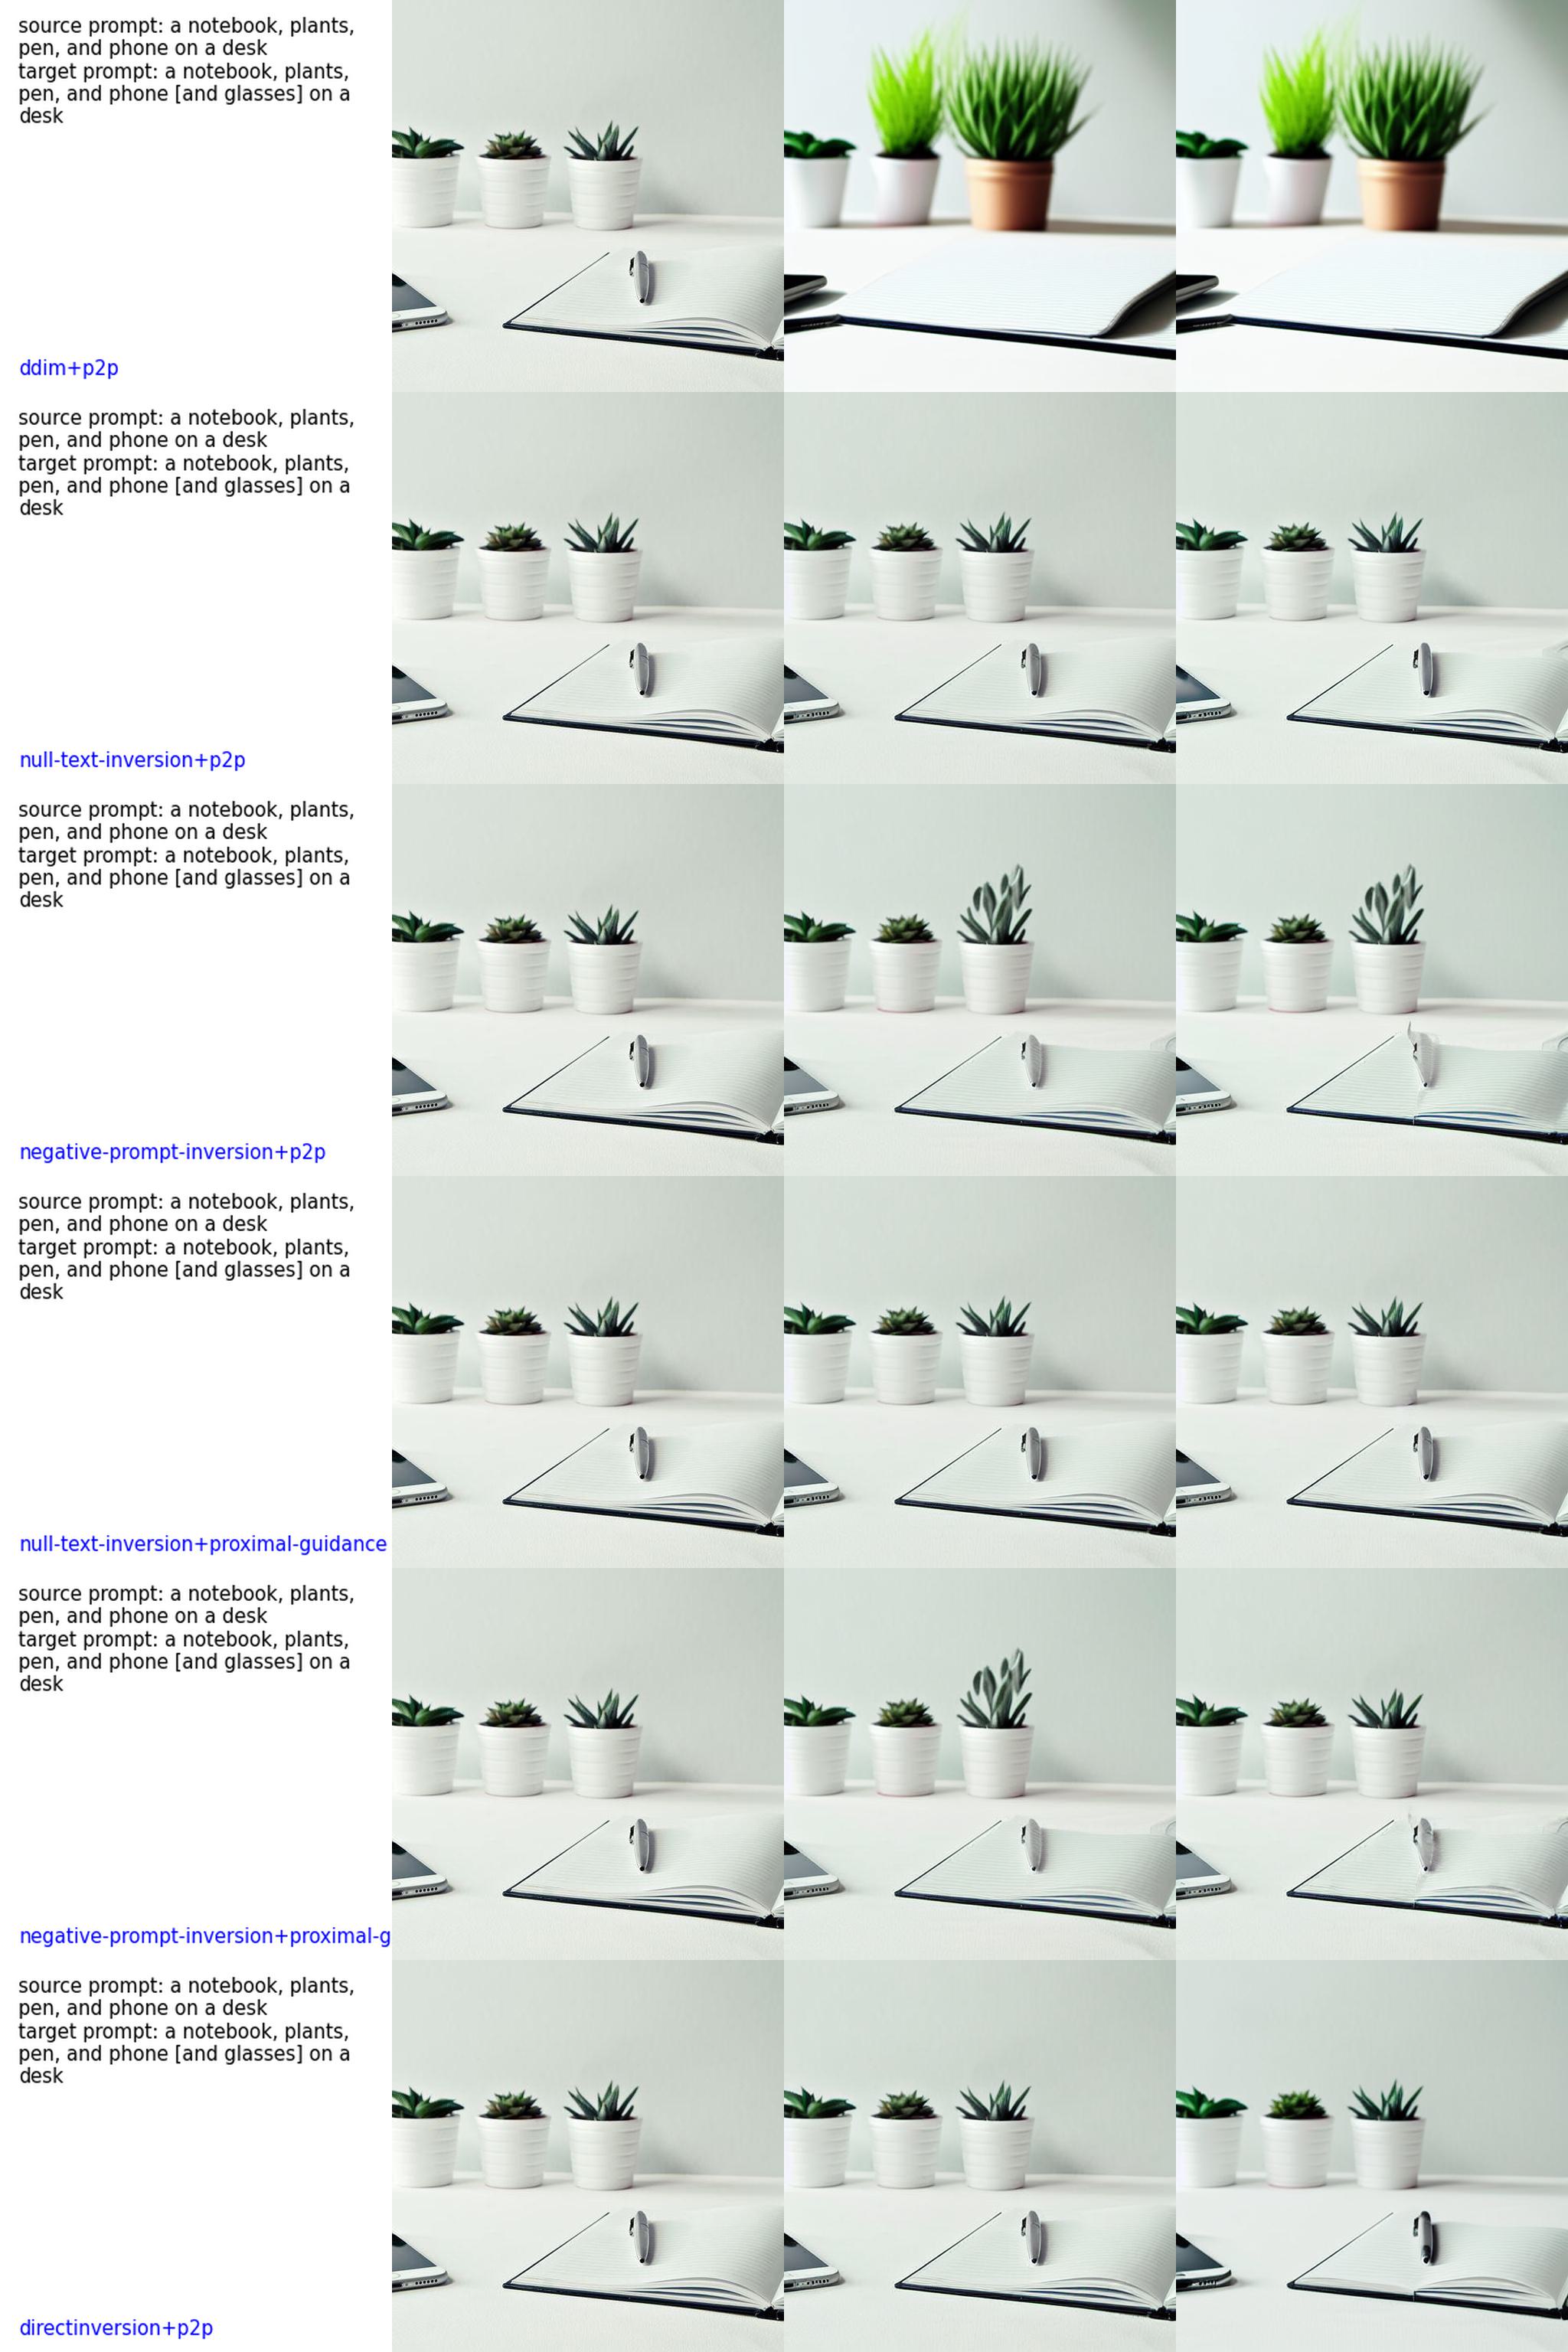 source prompt: a notebook, plants,
pen, and phone on a desk
target prompt: a notebook, plants,
pen, and phone [and glasses] on a
desk
ddim+p2p
source prompt: a notebook, plants,
pen, and phone on a desk
target prompt: a notebook, plants,
pen, and phone [and glasses] on a
desk
null-text-inversion+p2p
source prompt: a notebook, plants,
pen, and phone on a desk
target prompt: a notebook, plants,
pen, and phone [and glasses] on a
desk
negative-prompt-inversion+p2p
source prompt: a notebook, plants,
pen, and phone on a desk
target prompt: a notebook, plants,
pen, and phone [and glasses] on a
desk
null-text-inversion+proximal-guidance
source prompt: a notebook, plants,
pen, and phone on a desk
target prompt: a notebook, plants,
pen, and phone [and glasses] on a
desk
negative-prompt-inversion+proximal-g
source prompt: a notebook, plants,
pen, and phone on a desk
target prompt: a notebook, plants,
pen, and phone [and glasses] on a
desk
directinversion+p2p